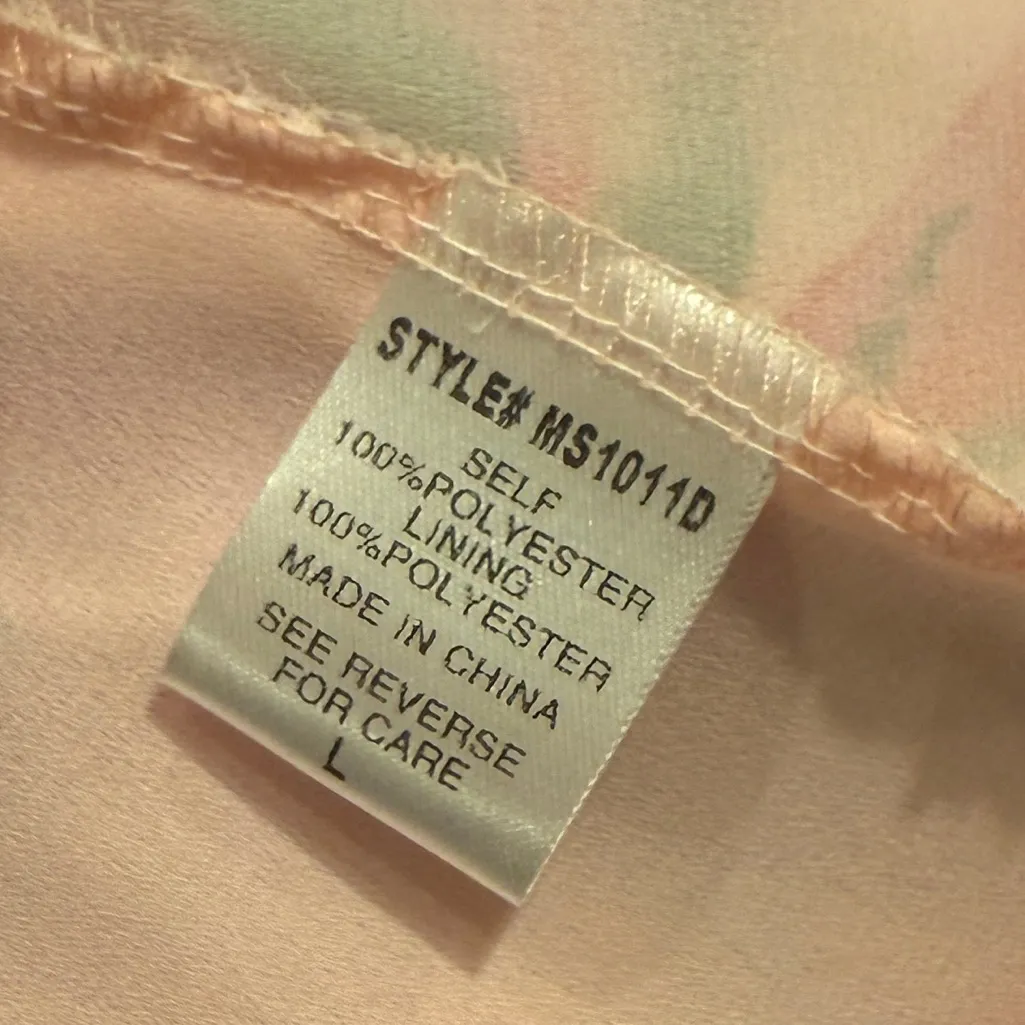 STYLE# MS1011D
SELF
100%POLYESTER
LINING
100%POLYESTER
MADE IN CHINA
SEE REVERSE
FOR CARE
L